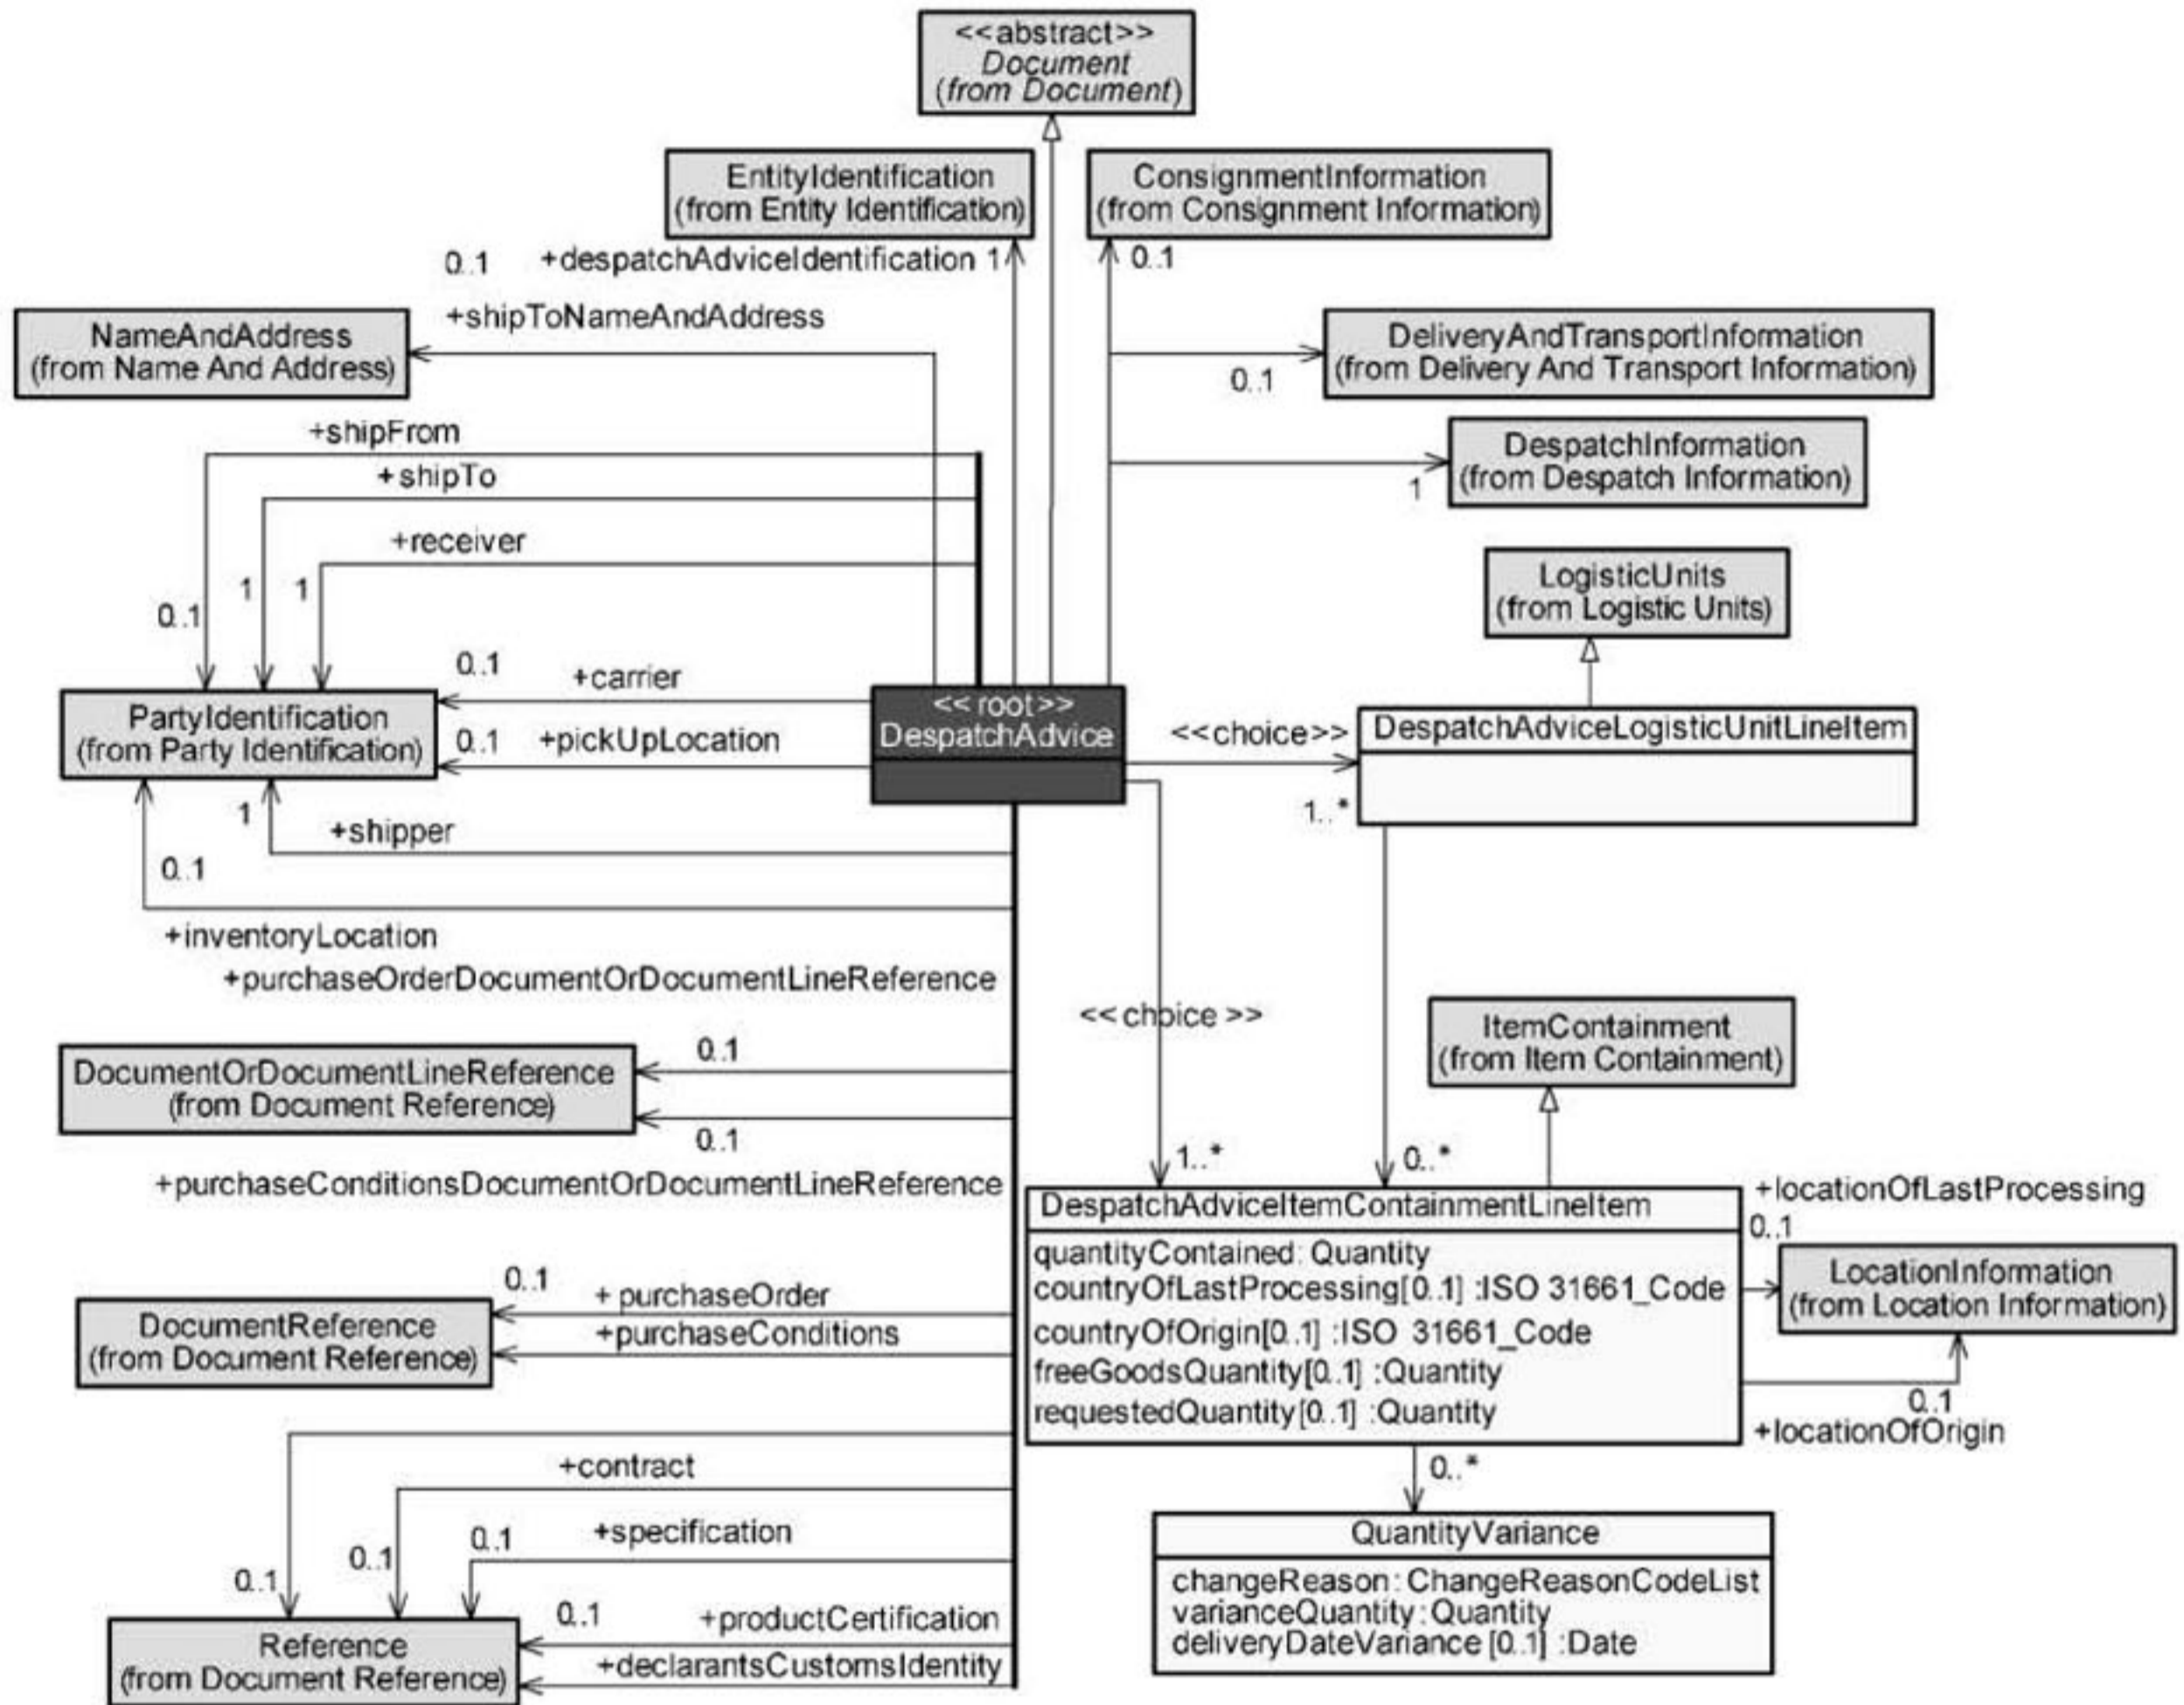 <<abstract>>
Document
(from Document)
EntityIdentification
(from Entity Identification)
ConsignmentInformation
(from Consignment Information)
0..1
+despatchAdviceIdentification 1
0..1
+shipToNameAndAddress
NameAndAddress
(from Name And Address)
DeliveryAndTransportInformation
(from Delivery And Transport Information)
0..1
+shipFrom
DespatchInformation
(from Despatch Information)
1
+shipTo
+receiver
0..1
1
1
LogisticUnits
(from Logistic Units)
0..1
+carrier
PartyIdentification
(from Party Identification)
0..1
+pickUpLocation
<<root>>
DespatchAdvice
<<choice>>
DespatchAdviceLogisticUnitLineItem
1..*
1
+shipper
0..1
+inventoryLocation
+purchaseOrderDocumentOrDocumentLineReference
<<choice >>
ItemContainment
(from Item Containment)
0..1
DocumentOrDocumentLineReference
(from Document Reference)
0..1
1..*
0..*
+purchaseConditionsDocumentOrDocumentLineReference
DespatchAdviceItemContainmentLineItem
quantityContained: Quantity
countryOfLastProcessing[0..1] :ISO 31661_Code
countryOfOrigin[0..1] :ISO 31661_Code
freeGoodsQuantity[0..1] :Quantity
requestedQuantity[0..1] :Quantity
+locationOfLastProcessing
0..1
LocationInformation
(from Location Information)
0..1
+locationOfOrigin
0..1
+ purchaseOrder
+purchaseConditions
DocumentReference
(from Document Reference)
+contract
0..*
+specification
0..1
0..1
0..1
QuantityVariance
changeReason: ChangeReasonCodeList
varianceQuantity: Quantity
deliveryDateVariance [0..1] :Date
0..1
+productCertification
Reference
(from Document Reference)
+declarantsCustomsIdentity